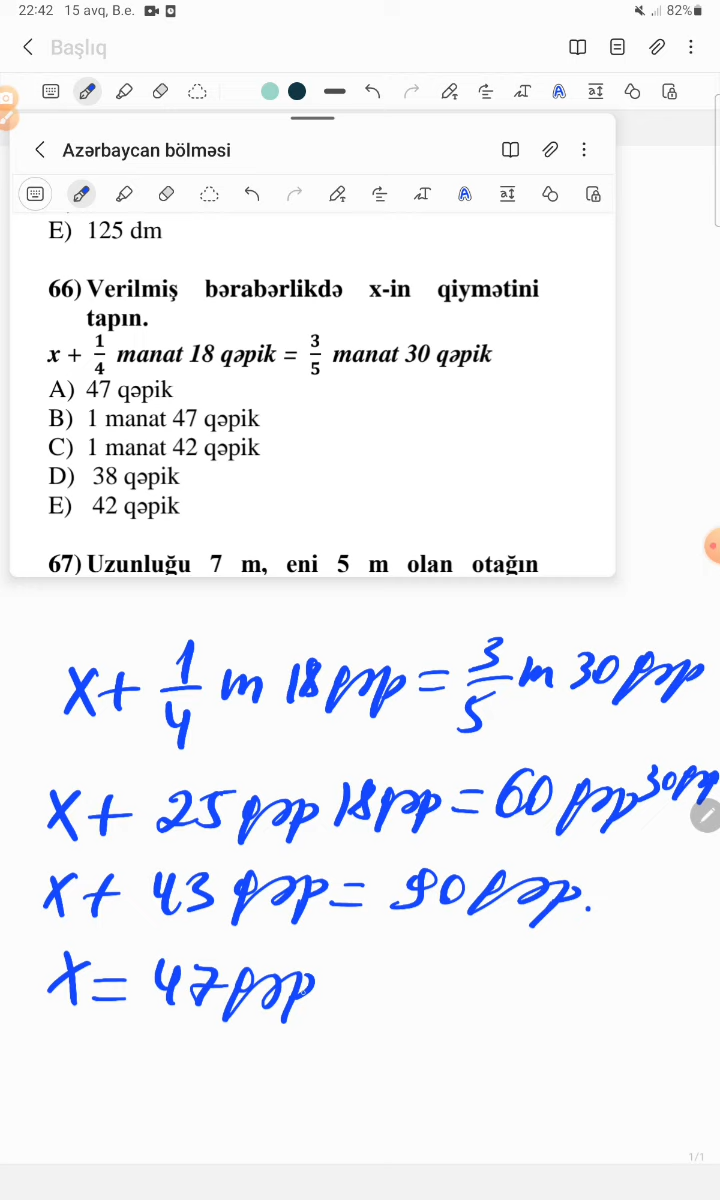 22:42 15 avq, B.e. 82%
Başlıq
Azərbaycan bölməsi
E) 125 dm
66) Verilmiş bərabərlikdə x-in qiymətini
tapın.
x + 1/4 manat 18 qəpik = 3/5 manat 30 qəpik
A) 47 qəpik
B) 1 manat 47 qəpik
C) 1 manat 42 qəpik
D) 38 qəpik
E) 42 qəpik
67) Uzunluğu 7 m, eni 5 m olan otağın
x + 1/4 m 18 qəp = 3/5 m 30 qəp
x + 25 qəp 18 qəp = 60 qəp 30 qə
x + 43 qəp = 90 qəp.
x = 47 qəp
1/1